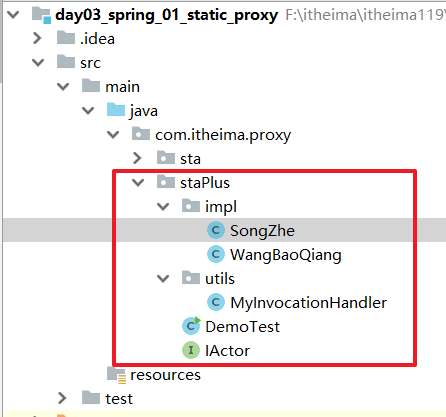 day03_spring_01_static_proxy F:\itheima\itheima119\
.idea
src
main
java
com.itheima.proxy
sta
staPlus
impl
SongZhe
WangBaoQiang
utils
MyInvocationHandler
DemoTest
IActor
resources
test